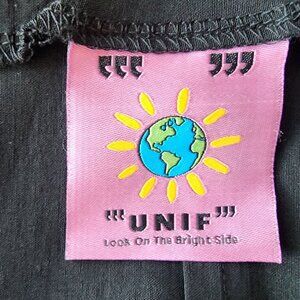 ‟‟‟ ”””
‟‟‟UNIF”””
Look On The Bright Side